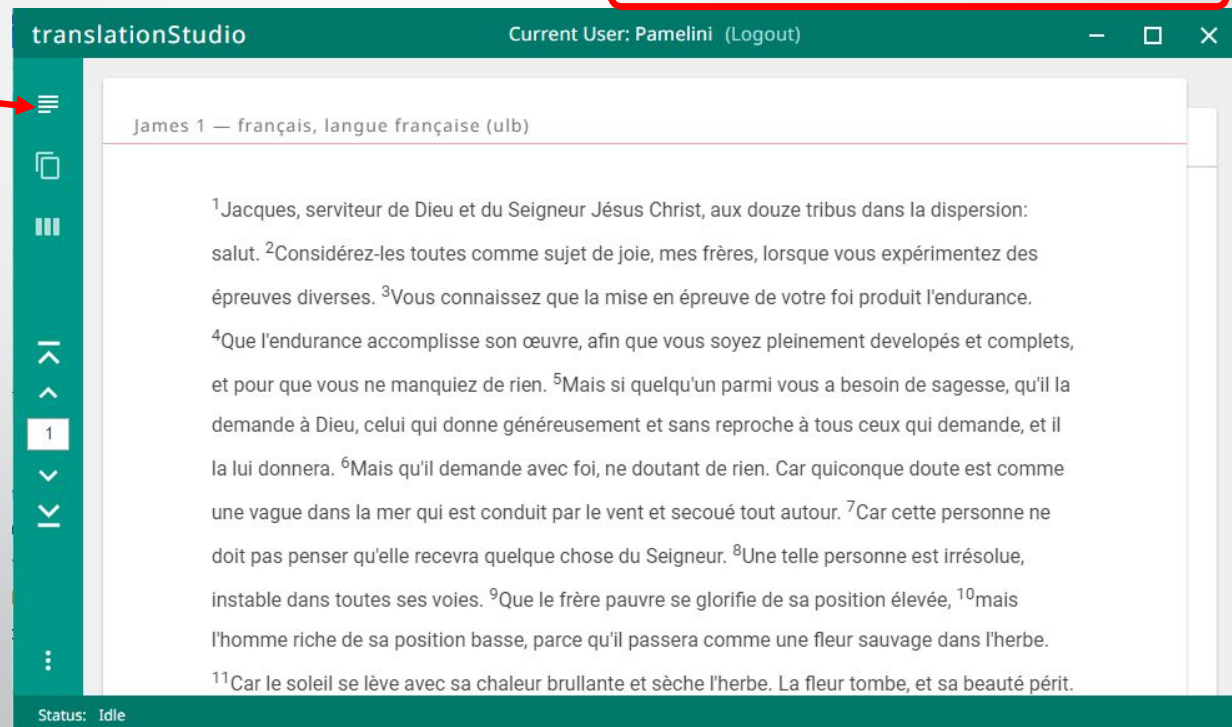 translationStudio
Current User: Pamelini (Logout)
James 1 — français, langue française (ulb)
1Jacques, serviteur de Dieu et du Seigneur Jésus Christ, aux douze tribus dans la dispersion:
salut. 2Considérez-les toutes comme sujet de joie, mes frères, lorsque vous expérimentez des
épreuves diverses. 3Vous connaissez que la mise en épreuve de votre foi produit l'endurance.
4Que l'endurance accomplisse son œuvre, afin que vous soyez pleinement developés et complets,
et pour que vous ne manquiez de rien. 5Mais si quelqu'un parmi vous a besoin de sagesse, qu'il la
demande à Dieu, celui qui donne généreusement et sans reproche à tous ceux qui demande, et il
la lui donnera. 6Mais qu'il demande avec foi, ne doutant de rien. Car quiconque doute est comme
une vague dans la mer qui est conduit par le vent et secoué tout autour. 7Car cette personne ne
doit pas penser qu'elle recevra quelque chose du Seigneur. 8Une telle personne est irrésolue,
instable dans toutes ses voies. 9Que le frère pauvre se glorifie de sa position élevée, 10mais
l'homme riche de sa position basse, parce qu'il passera comme une fleur sauvage dans l'herbe.
11Car le soleil se lève avec sa chaleur brullante et sèche l'herbe. La fleur tombe, et sa beauté périt.
1
Status: Idle